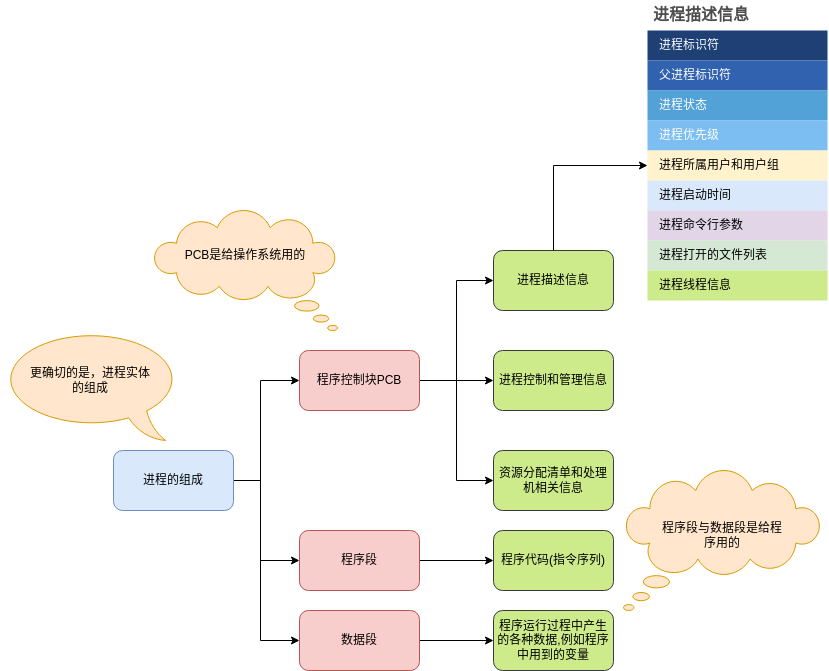 进程描述信息
进程标识符
父进程标识符
进程状态
进程优先级
进程所属用户和用户组
进程启动时间
进程命令行参数
进程打开的文件列表
进程线程信息
PCB是给操作系统用的
进程描述信息
更确切的是，进程实体
的组成
程序控制块PCB
进程控制和管理信息
进程的组成
资源分配清单和处理
机相关信息
程序段与数据段是给程
序用的
程序段
程序代码(指令序列)
数据段
程序运行过程中产生
的各种数据,例如程序
中用到的变量